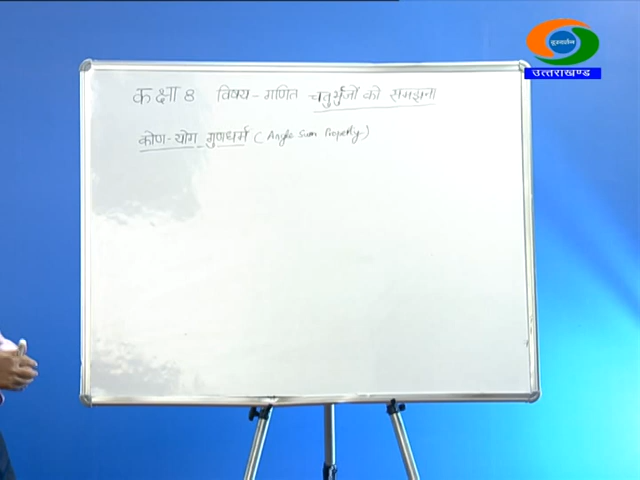 दूरदर्शन
उत्तराखण्ड
कक्षा 8 विषय - गणित चतुर्भुजों को समझना
कोण - योग गुणधर्म (Angle Sum Property)